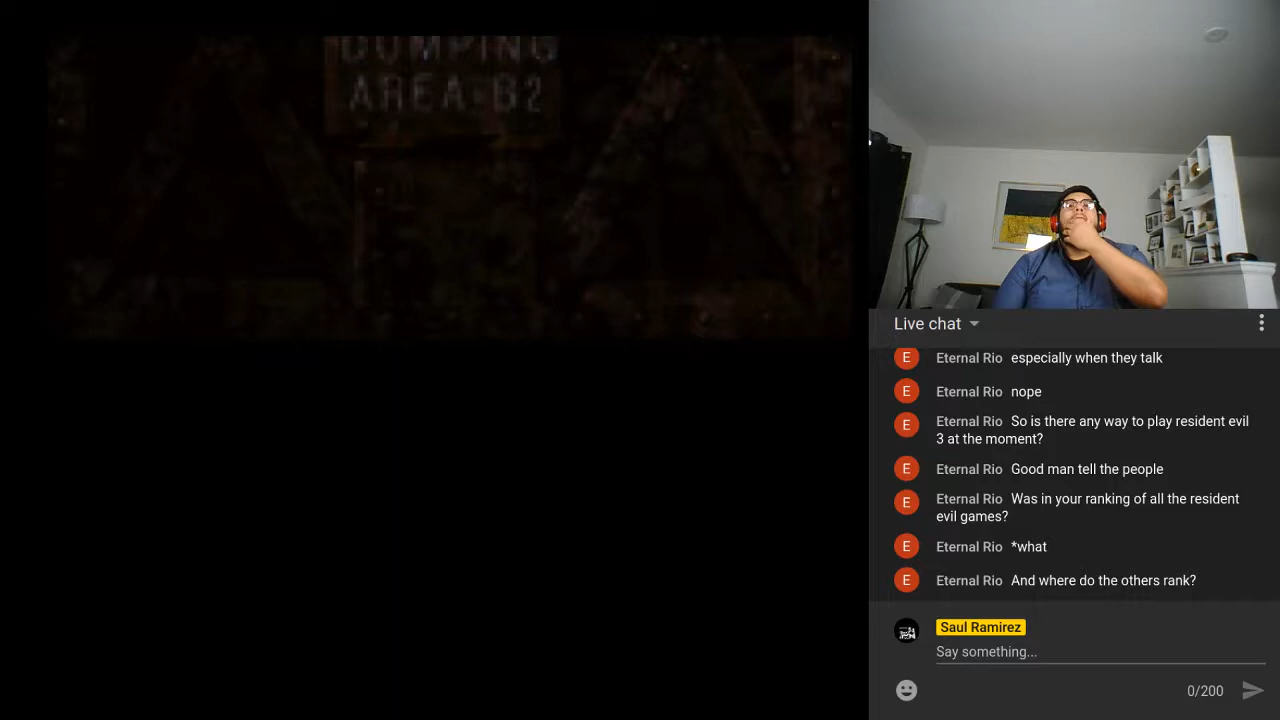 DUMPING
AREA B2
Live chat
Eternal Rio especially when they talk
E
Eternal Rio nope
E
Eternal Rio So is there any way to play resident evil
3 at the moment?
E
Eternal Rio Good man tell the people
E
Eternal Rio Was in your ranking of all the resident
evil games?
E
Eternal Rio *what
E
Eternal Rio And where do the others rank?
E
Saul Ramirez
Say something...
0/200